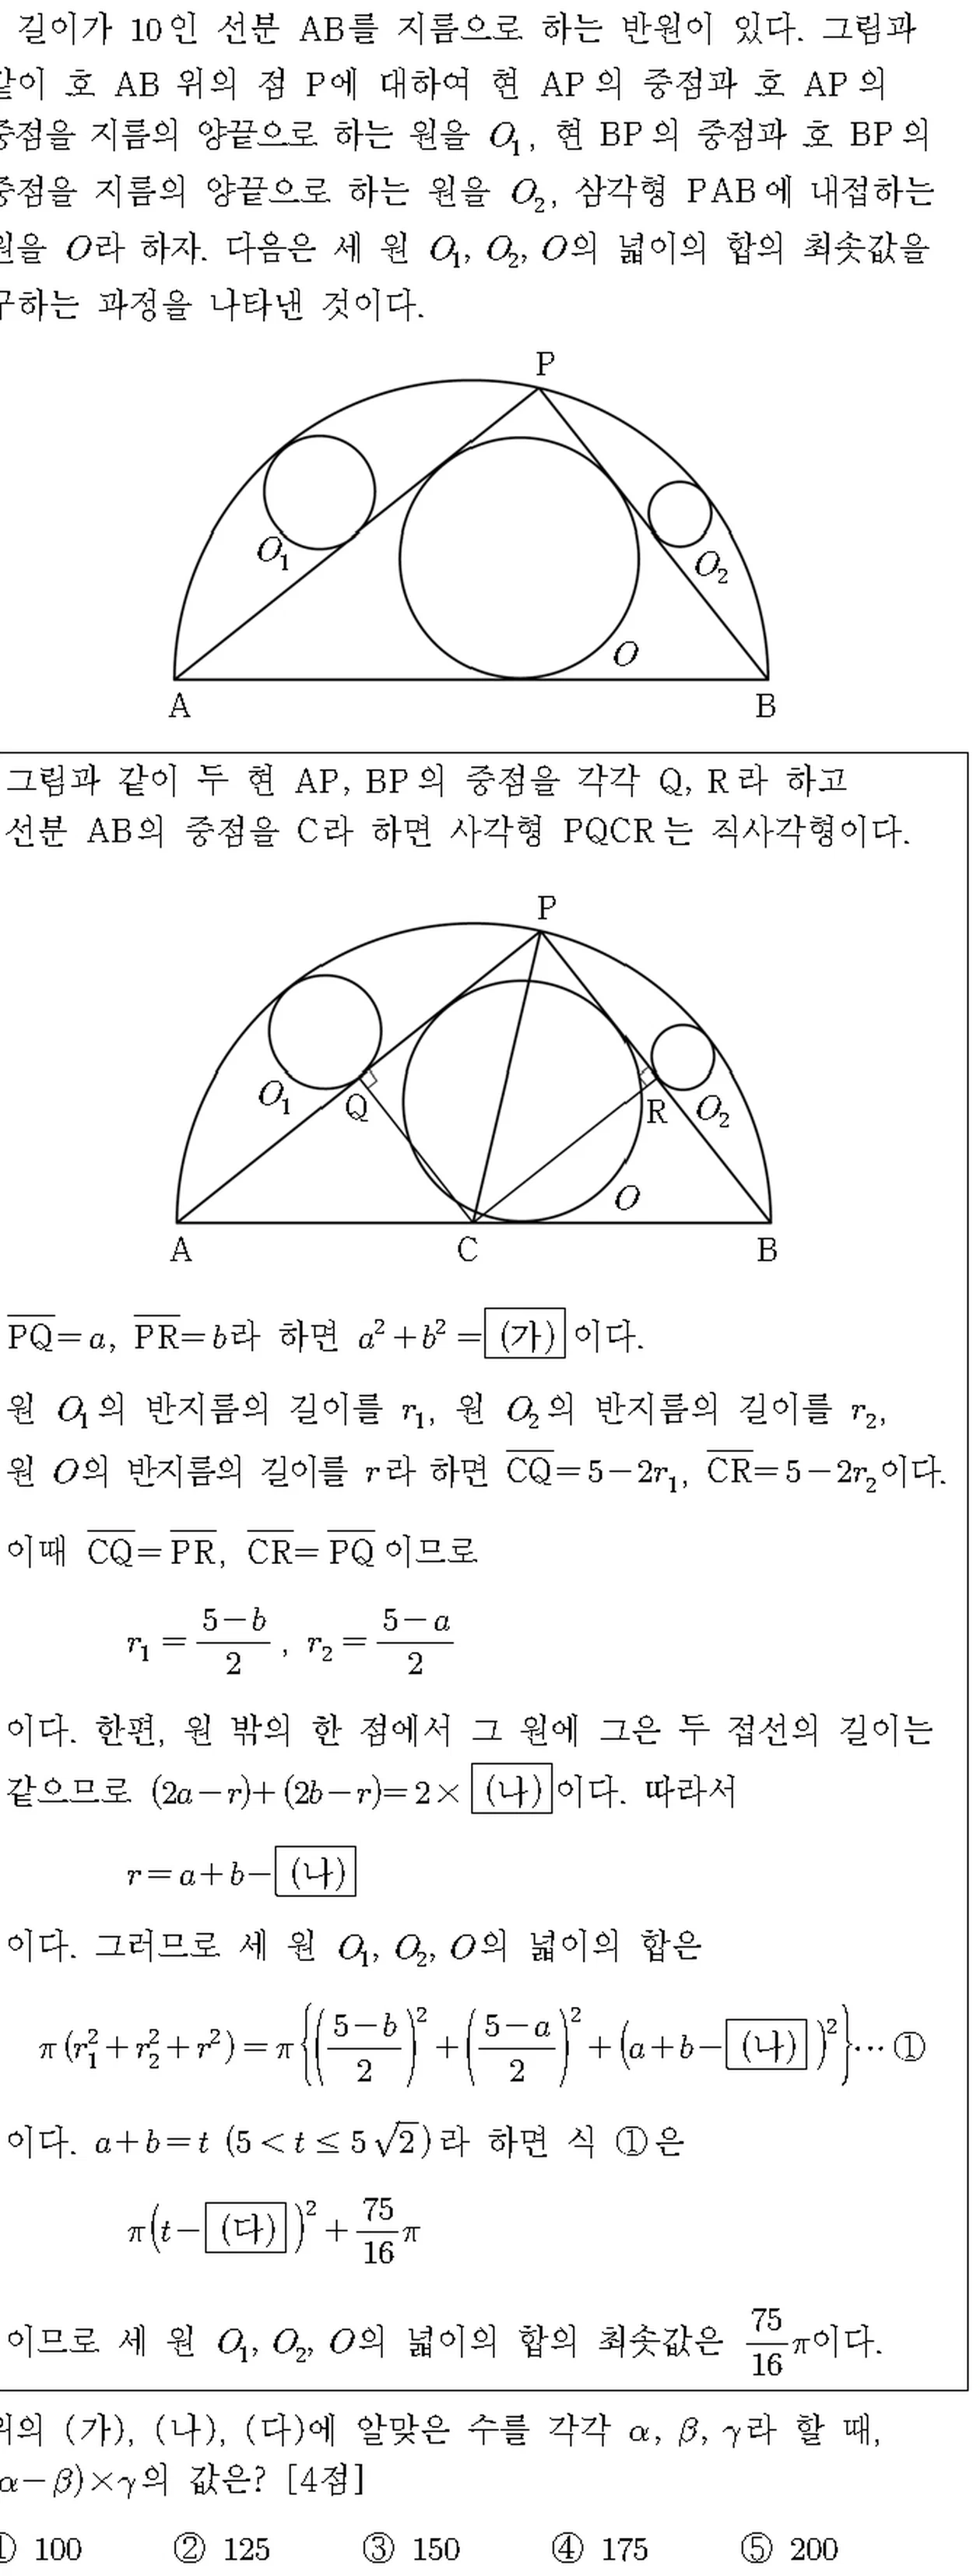 길이가 10인 선분 AB를 지름으로 하는 반원이 있다. 그림과
같이 호 AB 위의 점 P에 대하여 현 AP의 중점과 호 AP의
중점을 지름의 양끝으로 하는 원을 O₁, 현 BP의 중점과 호 BP의
중점을 지름의 양끝으로 하는 원을 O₂, 삼각형 PAB에 내접하는
원을 O라 하자. 다음은 세 원 O₁, O₂, O의 넓이의 합의 최솟값을
구하는 과정을 나타낸 것이다.
P
O₁
O₂
O
A
B
그림과 같이 두 현 AP, BP의 중점을 각각 Q, R라 하고
선분 AB의 중점을 C라 하면 사각형 PQCR는 직사각형이다.
P
O₁
Q
R
O₂
O
A
C
B
PQ=a, PR=b라 하면 a²+b²= (가) 이다.
원 O₁의 반지름의 길이를 r₁, 원 O₂의 반지름의 길이를 r₂,
원 O의 반지름의 길이를 r라 하면 CQ=5-2r₁, CR=5-2r₂이다.
이때 CQ=PR, CR=PQ이므로
r₁ = (5-b)/2, r₂ = (5-a)/2
이다. 한편, 원 밖의 한 점에서 그 원에 그은 두 접선의 길이는
같으므로 (2a-r)+(2b-r)=2× (나) 이다. 따라서
r=a+b- (나)
이다. 그러므로 세 원 O₁, O₂, O의 넓이의 합은
π(r₁²+r₂²+r²)=π{((5-b)/2)²+((5-a)/2)²+(a+b- (나) )²}⋯ ①
이다. a+b=t (5<t≤5√2)라 하면 식 ①은
π(t- (다) )²+75/16 π
이므로 세 원 O₁, O₂, O의 넓이의 합의 최솟값은 75/16 π이다.
위의 (가), (나), (다)에 알맞은 수를 각각 α, β, γ라 할 때,
(α-β)×γ의 값은? [4점]
① 100 ② 125 ③ 150 ④ 175 ⑤ 200